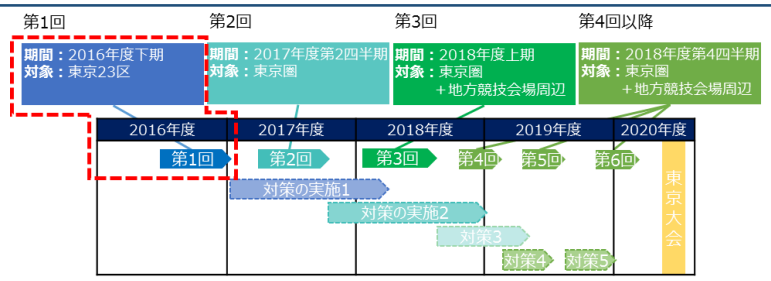 第1回
第2回
第3回
第4回以降
期間：2016年度下期
対象：東京23区
期間：2017年度第2四半期
対象：東京圏
期間：2018年度上期
対象：東京圏
＋地方競技会場周辺
期間：2018年度第4四半期
対象：東京圏
＋地方競技会場周辺
2016年度
2017年度
2018年度
2019年度
2020年度
第1回
第2回
第3回
第4回
第5回
第6回
対策の実施1
対策の実施2
対策3
対策4
対策5
東京大会